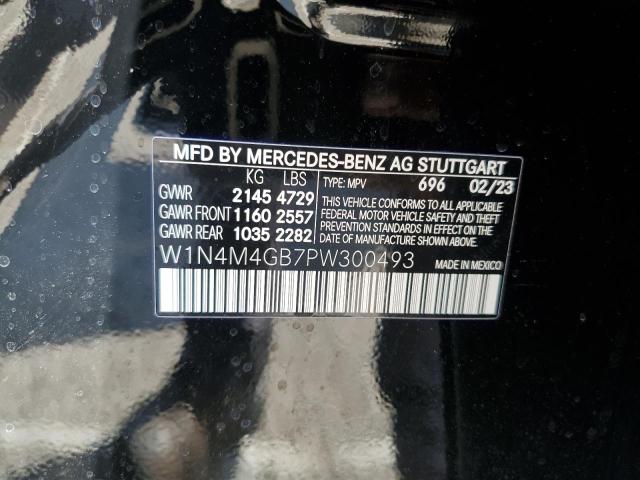 MFD BY MERCEDES-BENZ AG STUTTGART
KG LBS TYPE: MPV 696 02/23
GVWR 2145 4729
GAWR FRONT 1160 2557
GAWR REAR 1035 2282
THIS VEHICLE CONFORMS TO ALL APPLICABLE
FEDERAL MOTOR VEHICLE SAFETY AND THEFT
PREVENTION STANDARDS IN EFFECT ON THE
DATE OF MANUFACTURE SHOWN ABOVE.
W1N4M4GB7PW300493 MADE IN MEXICO